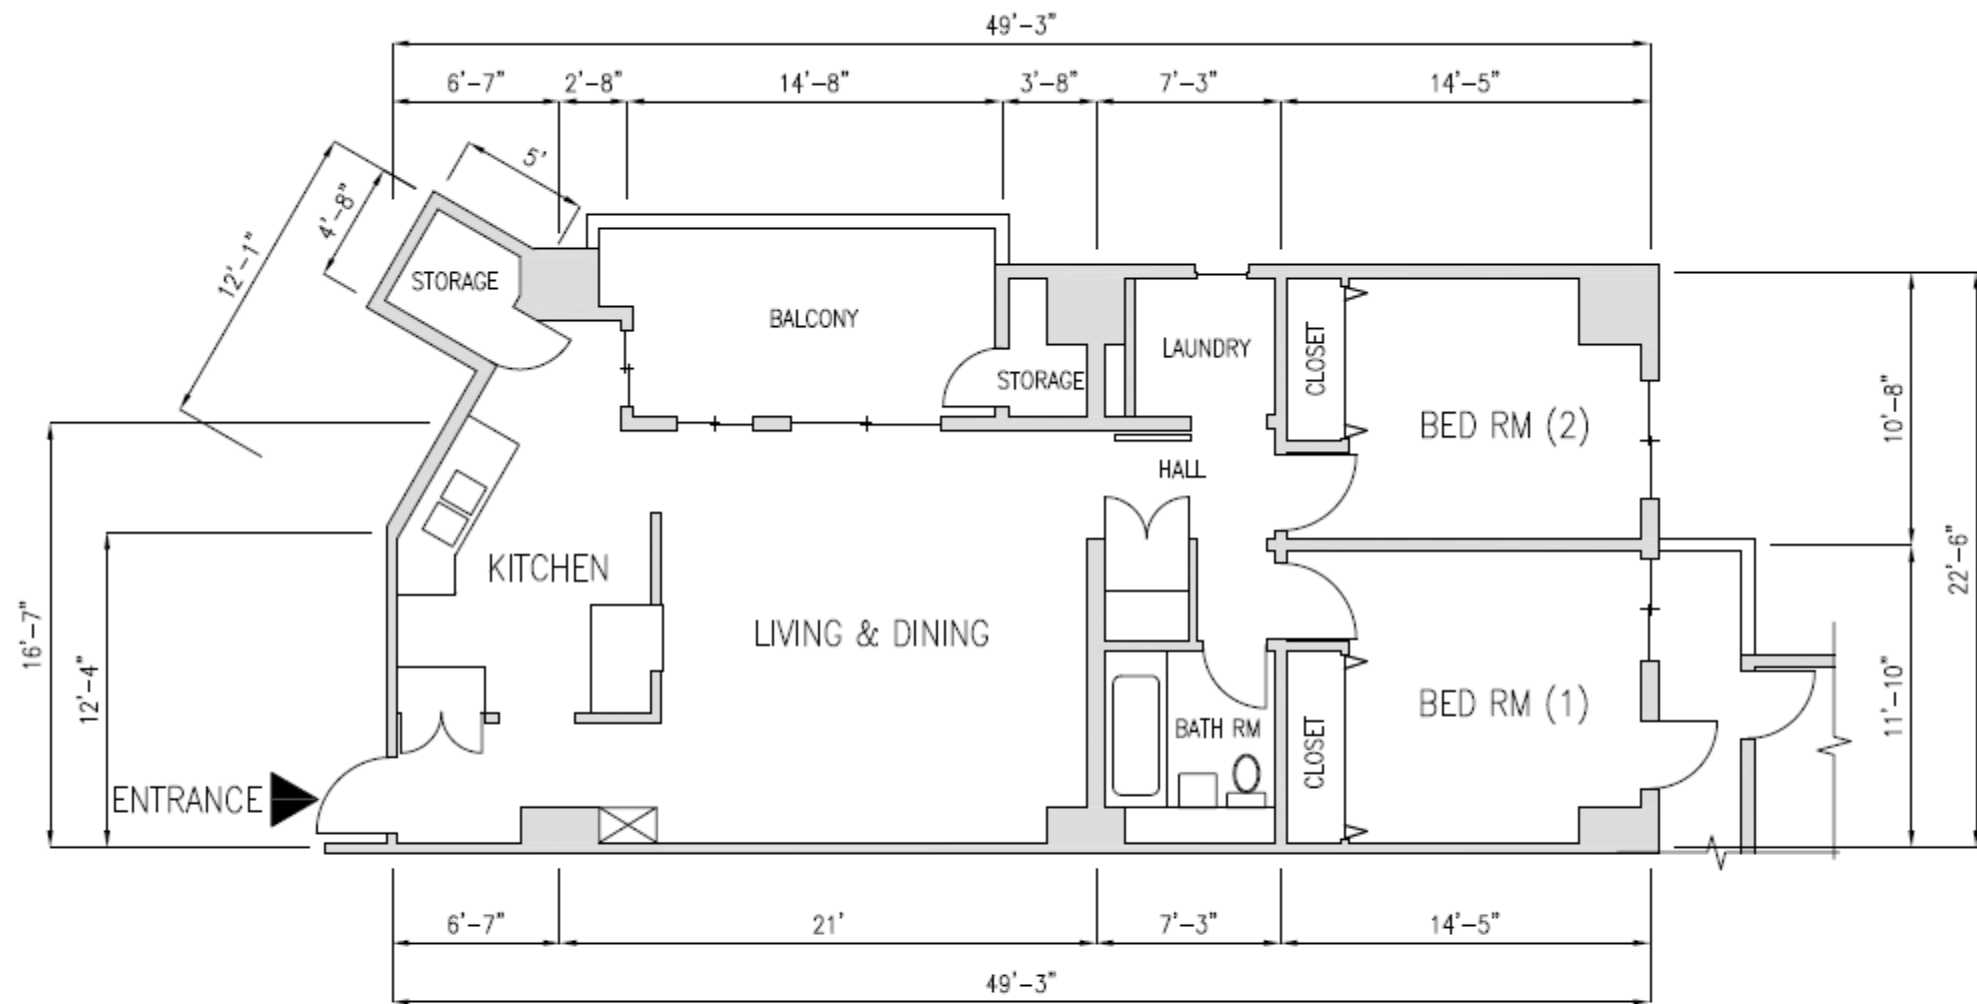 49'-3"
6'-7"
2'-8"
14'-8"
3'-8"
7'-3"
14'-5"
5'
4'-8"
12'-1"
STORAGE
BALCONY
STORAGE
LAUNDRY
CLOSET
BED RM (2)
10'-8"
HALL
KITCHEN
LIVING & DINING
22'-6"
16'-7"
12'-4"
BATH RM
CLOSET
BED RM (1)
11'-10"
ENTRANCE
6'-7"
21'
7'-3"
14'-5"
49'-3"